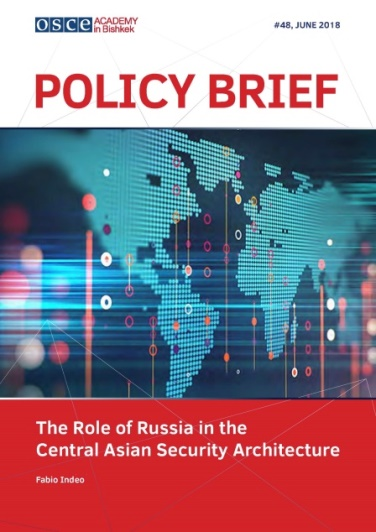 OSCE ACADEMY
in Bishkek
#48, JUNE 2018
POLICY BRIEF
The Role of Russia in the
Central Asian Security Architecture
Fabio Indeo